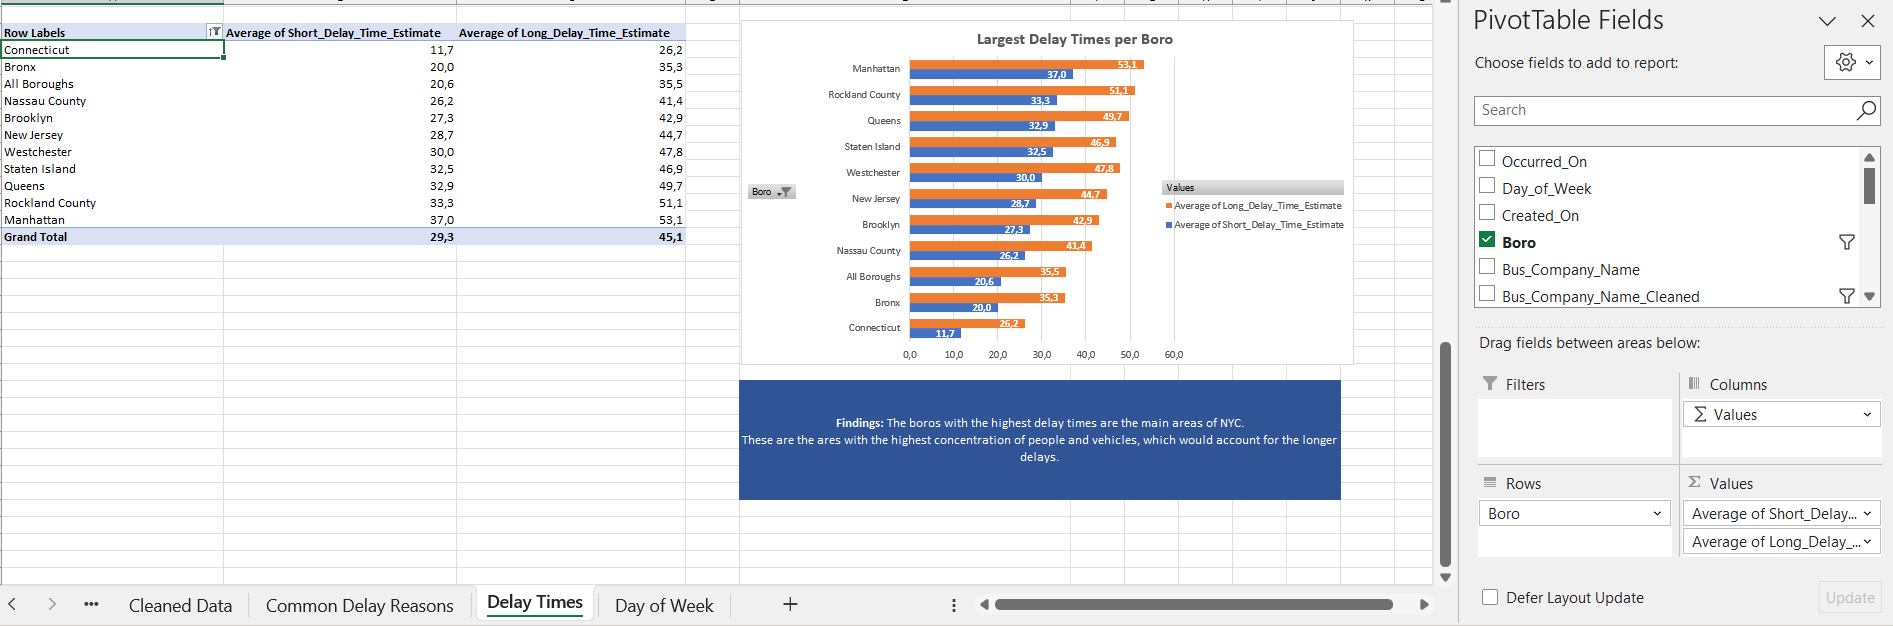 Row Labels Average of Short_Delay_Time_Estimate Average of Long_Delay_Time_Estimate
Connecticut 11,7 26,2
Bronx 20,0 35,3
All Boroughs 20,6 35,5
Nassau County 26,2 41,4
Brooklyn 27,3 42,9
New Jersey 28,7 44,7
Westchester 30,0 47,8
Staten Island 32,5 46,9
Queens 32,9 49,7
Rockland County 33,3 51,1
Manhattan 37,0 53,1
Grand Total 29,3 45,1
Largest Delay Times per Boro
Manhattan 53,1
37,0
Rockland County 51,1
33,3
Queens 49,7
32,9
Staten Island 46,9
32,5
Westchester 47,8
30,0
New Jersey 44,7
28,7
Brooklyn 42,9
27,3
Nassau County 41,4
26,2
All Boroughs 35,5
20,6
Bronx 35,3
20,0
Connecticut 26,2
11,7
0,0 10,0 20,0 30,0 40,0 50,0 60,0
Boro
Values
Average of Long_Delay_Time_Estimate
Average of Short_Delay_Time_Estimate
Findings: The boros with the highest delay times are the main areas of NYC.
These are the ares with the highest concentration of people and vehicles, which would account for the longer
delays.
Cleaned Data Common Delay Reasons Delay Times Day of Week
PivotTable Fields
Choose fields to add to report:
Search
Occurred_On
Day_of_Week
Created_On
Boro
Bus_Company_Name
Bus_Company_Name_Cleaned
Drag fields between areas below:
Filters
Columns
Σ Values
Rows
Boro
Σ Values
Average of Short_Delay...
Average of Long_Delay_...
Defer Layout Update
Update